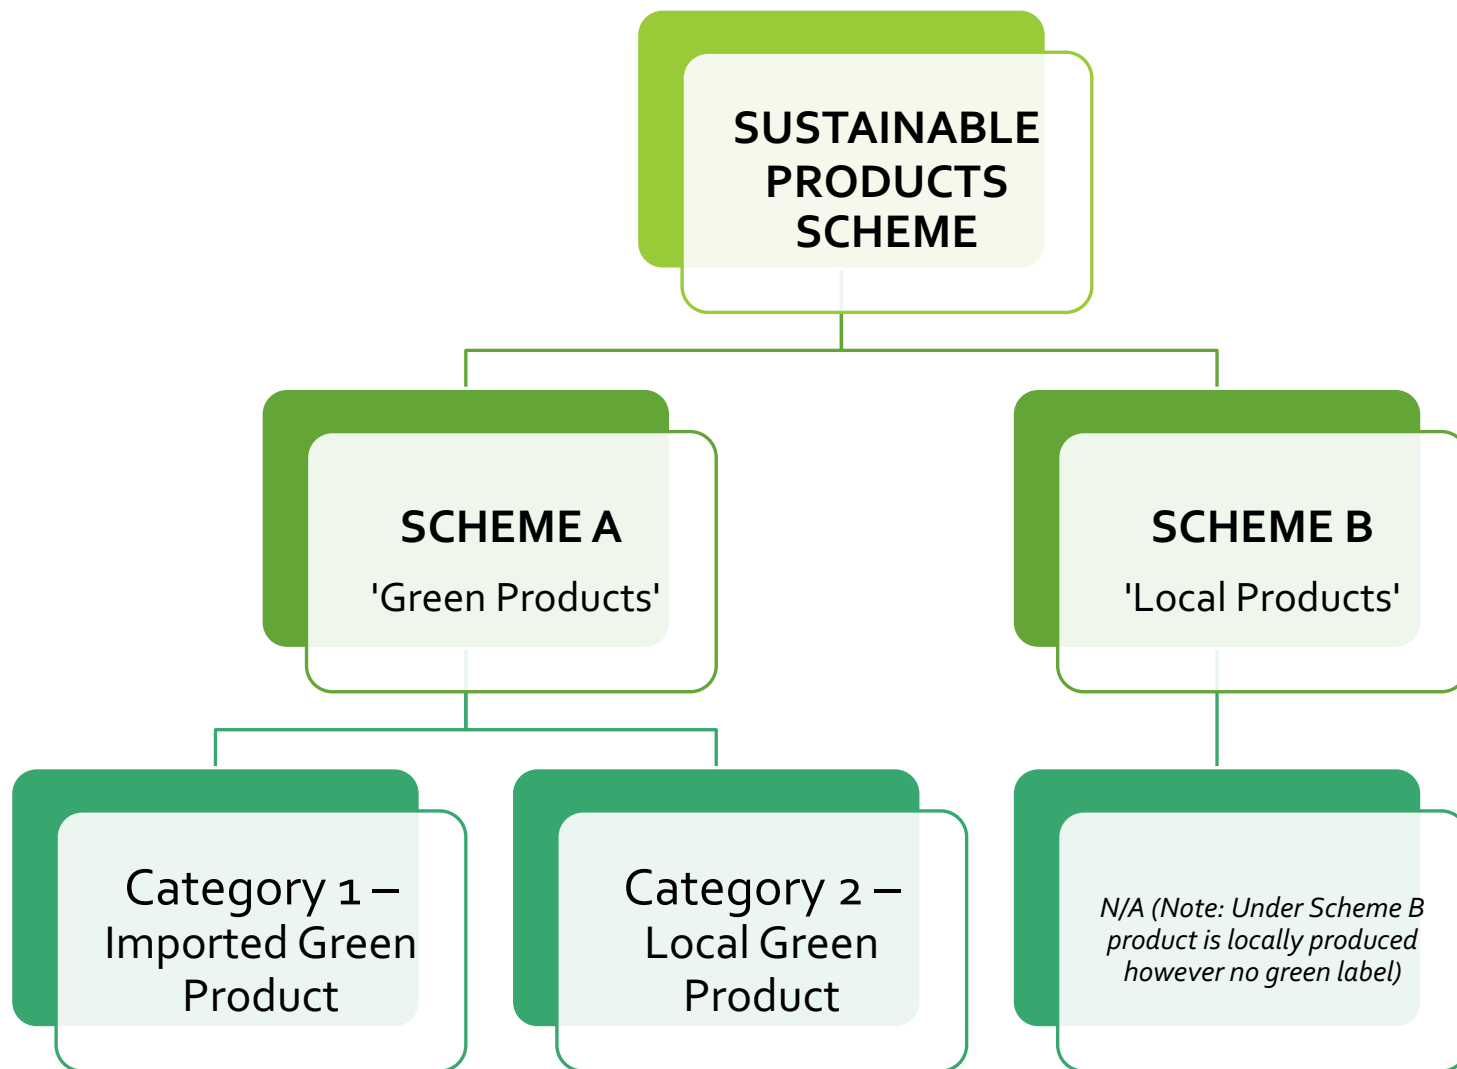 SUSTAINABLE
PRODUCTS
SCHEME
SCHEME A
'Green Products'
SCHEME B
'Local Products'
Category 1 –
Imported Green
Product
Category 2 –
Local Green
Product
N/A (Note: Under Scheme B
product is locally produced
however no green label)